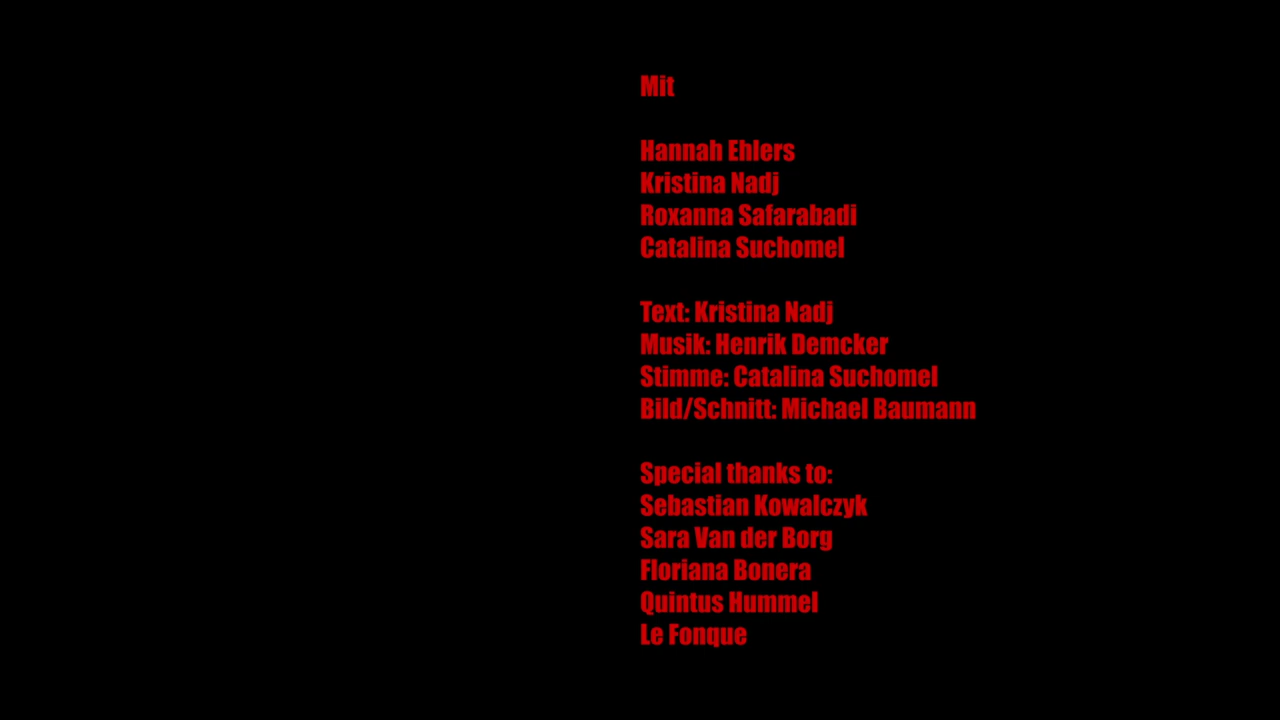 Mit
Hannah Ehlers
Kristina Nadj
Roxanna Safarabadi
Catalina Suchomel
Text: Kristina Nadj
Musik: Henrik Demcker
Stimme: Catalina Suchomel
Bild/Schnitt: Michael Baumann
Special thanks to:
Sebastian Kowalczyk
Sara Van der Borg
Floriana Bonera
Quintus Hummel
Le Fonque